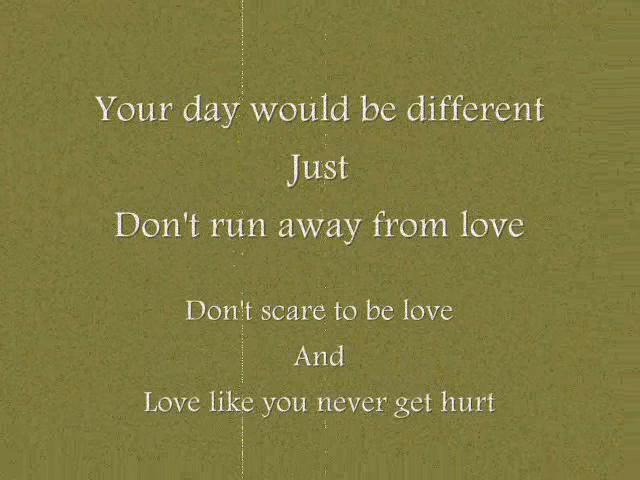 Your day would be different
Just
Don't run away from love
Don't scare to be love
And
Love like you never get hurt